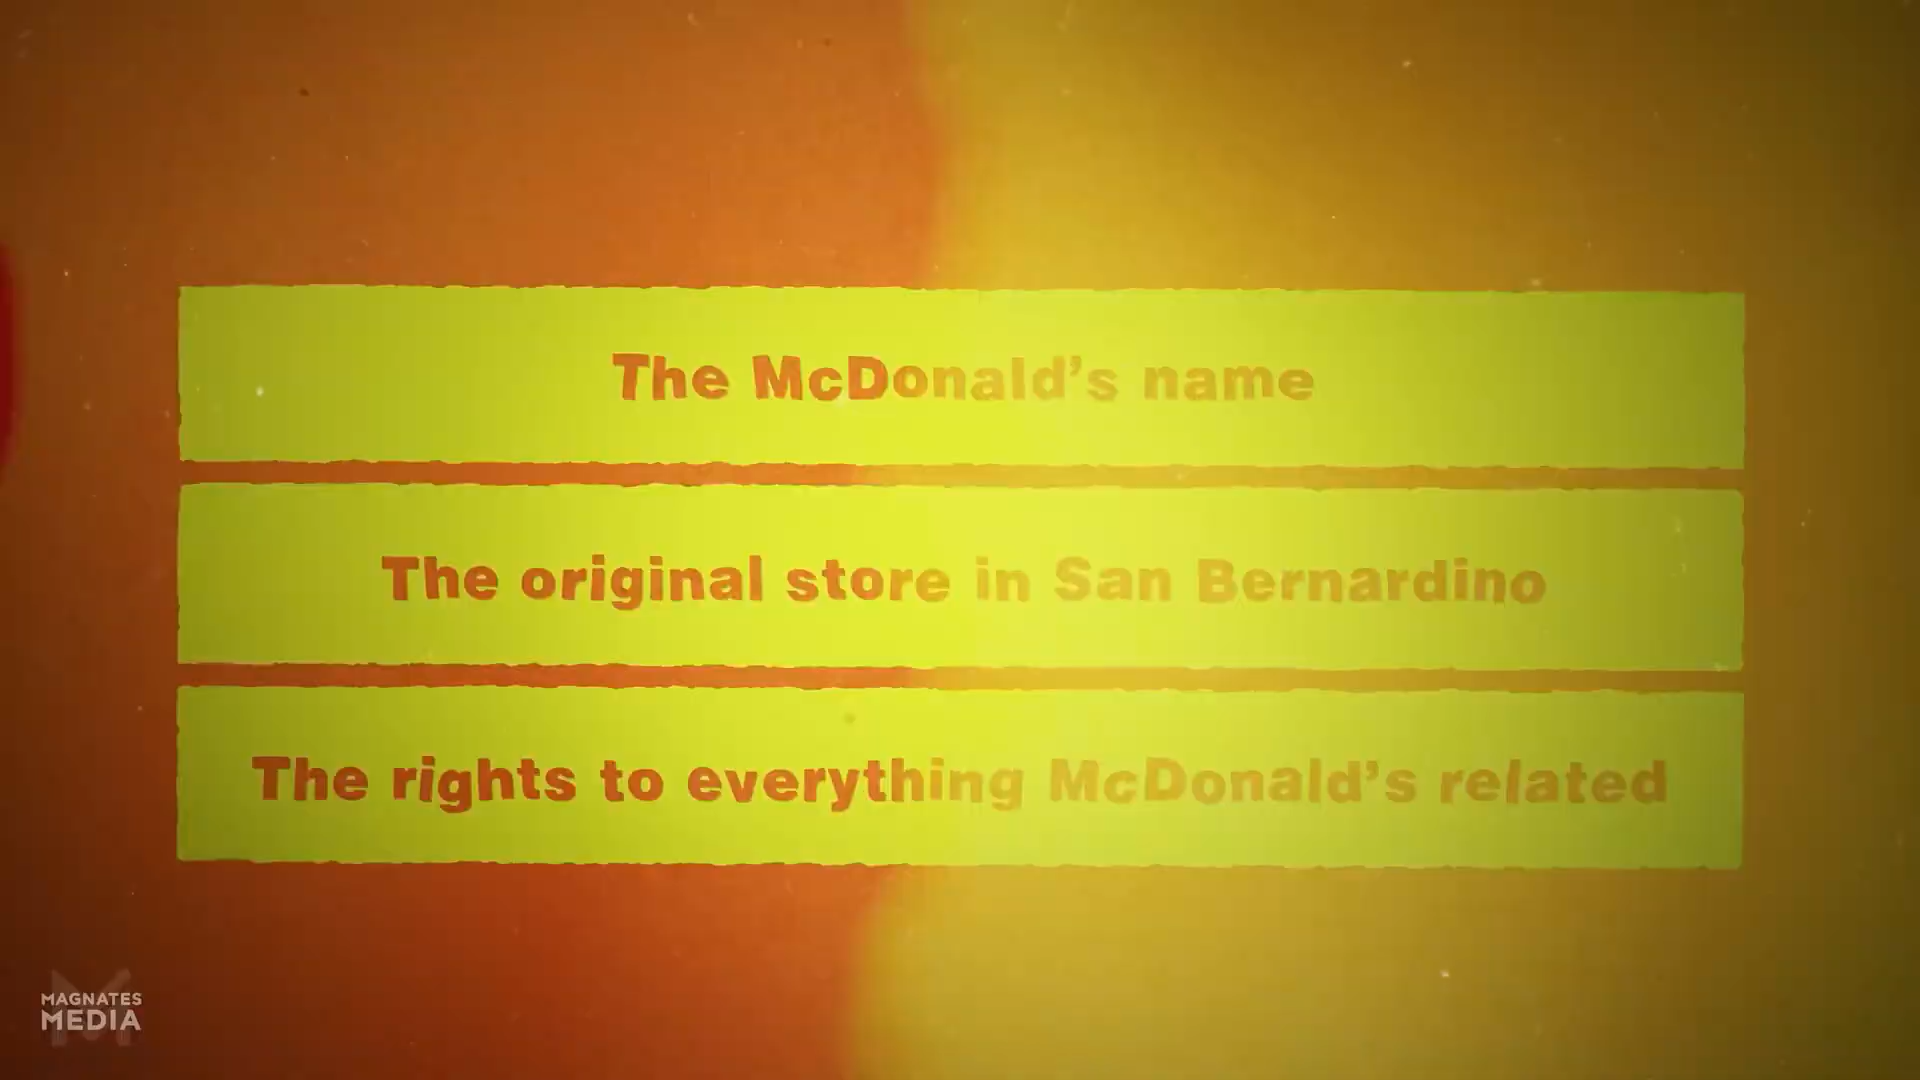 The McDonald’s name
The original store in San Bernardino
The rights to everything McDonald’s related
MAGNATES
MEDIA